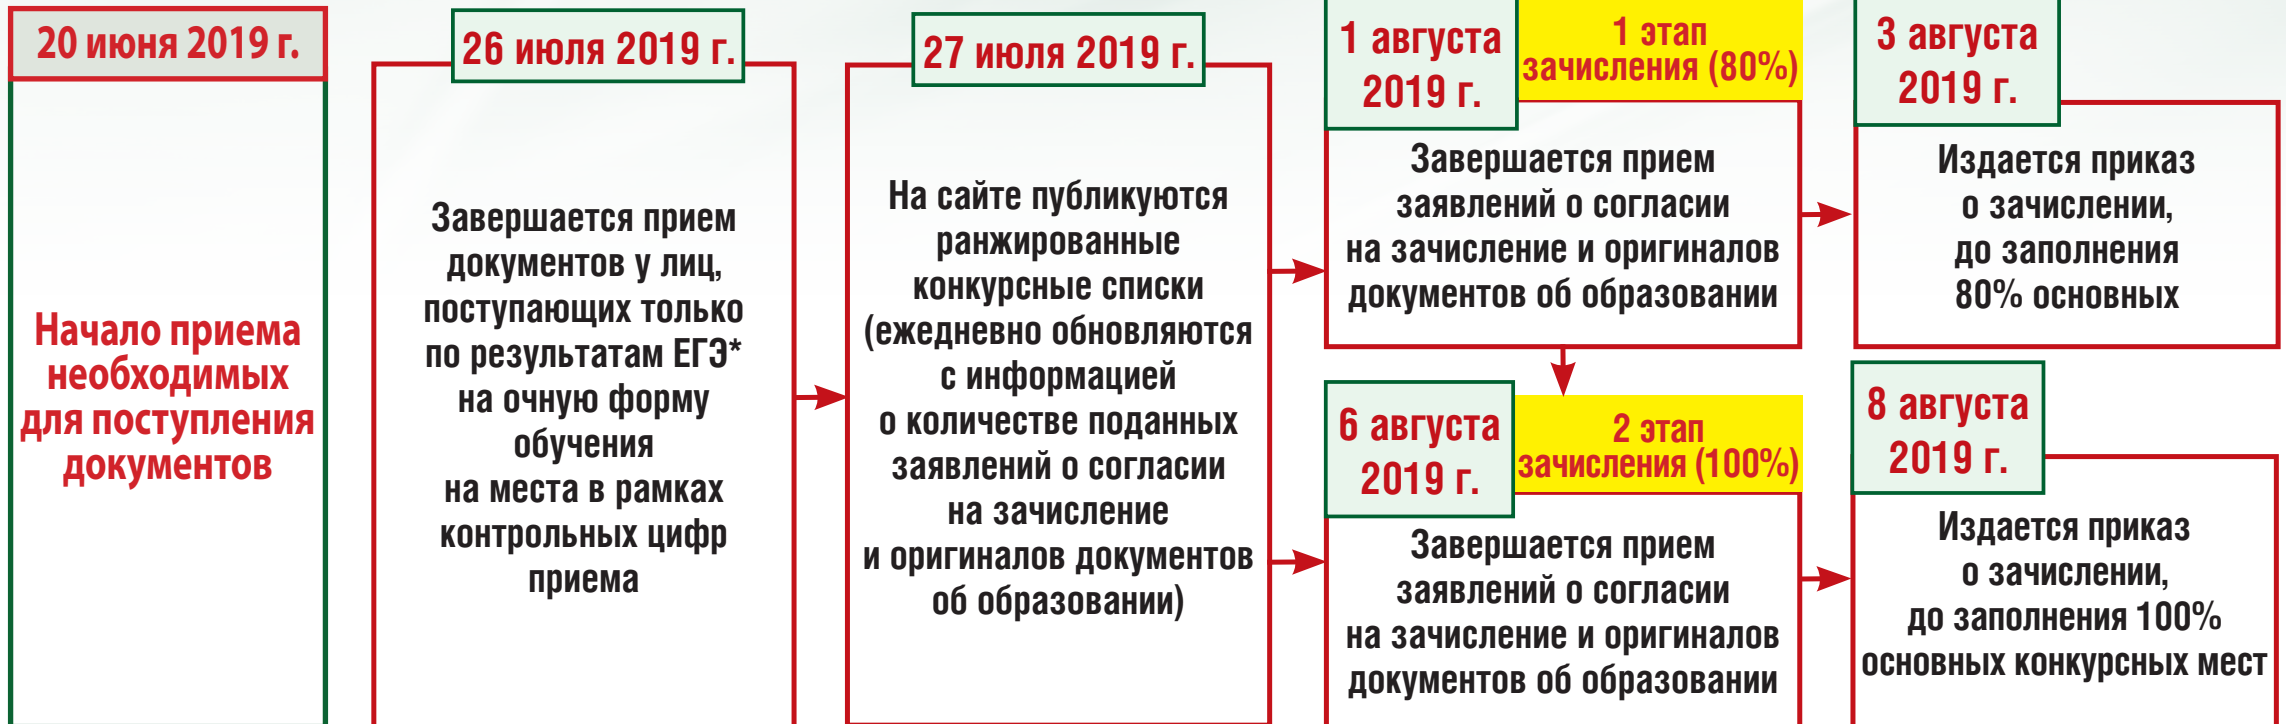 20 июня 2019 г.
Начало приема
необходимых
для поступления
документов
26 июля 2019 г.
Завершается прием
документов у лиц,
поступающих только
по результатам ЕГЭ*
на очную форму
обучения
на места в рамках
контрольных цифр
приема
27 июля 2019 г.
На сайте публикуются
ранжированные
конкурсные списки
(ежедневно обновляются
с информацией
о количестве поданных
заявлений о согласии
на зачисление
и оригиналов документов
об образовании)
1 августа
2019 г.
1 этап
зачисления (80%)
Завершается прием
заявлений о согласии
на зачисление и оригиналов
документов об образовании
3 августа
2019 г.
Издается приказ
о зачислении,
до заполнения
80% основных
6 августа
2019 г.
2 этап
зачисления (100%)
Завершается прием
заявлений о согласии
на зачисление и оригиналов
документов об образовании
8 августа
2019 г.
Издается приказ
о зачислении,
до заполнения 100%
основных конкурсных мест